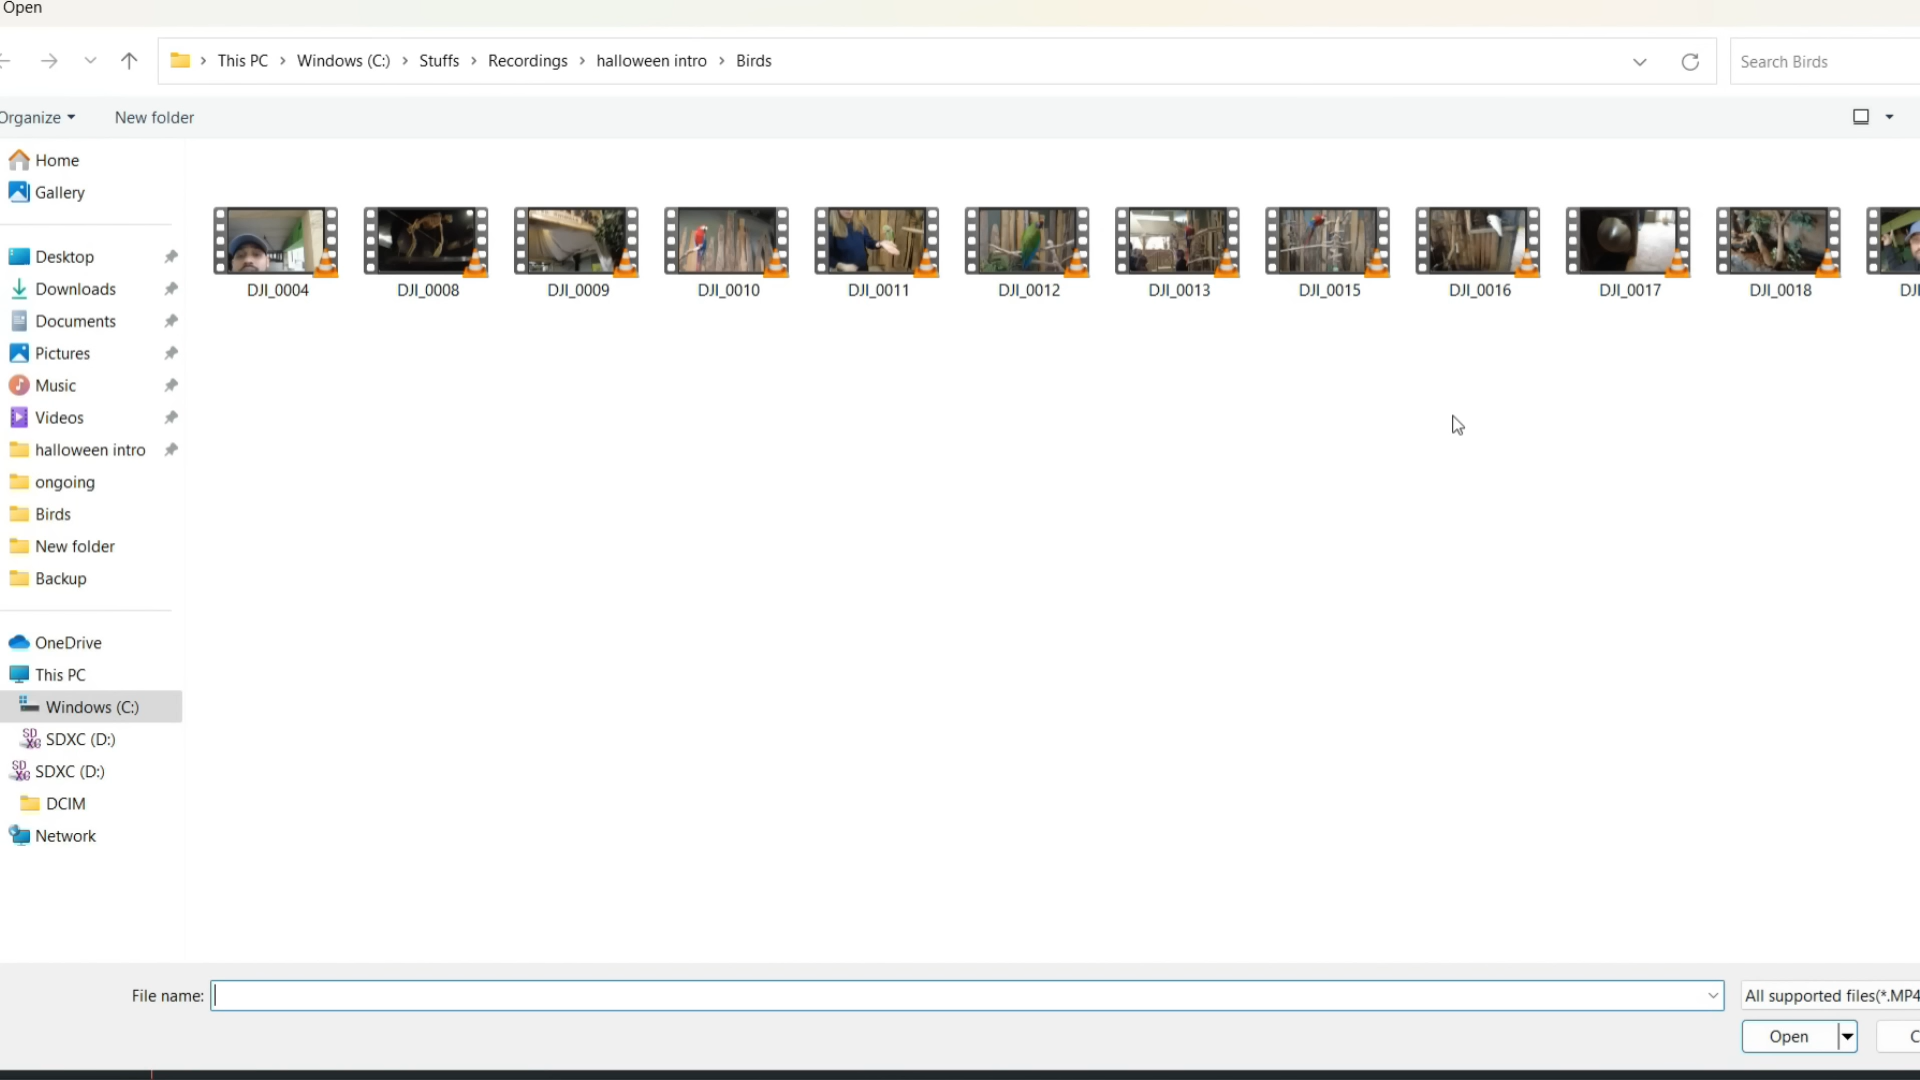 Open
This PC > Windows (C:) > Stuffs > Recordings > halloween intro > Birds
Search Birds
Organize
New folder
Home
Gallery
Desktop
Downloads
Documents
Pictures
Music
Videos
halloween intro
ongoing
Birds
New folder
Backup
OneDrive
This PC
Windows (C:)
SDXC (D:)
SDXC (D:)
DCIM
Network
DJI_0004 DJI_0008 DJI_0009 DJI_0010 DJI_0011 DJI_0012 DJI_0013 DJI_0015 DJI_0016 DJI_0017 DJI_0018
File name:
All supported files(*.MP4
Open